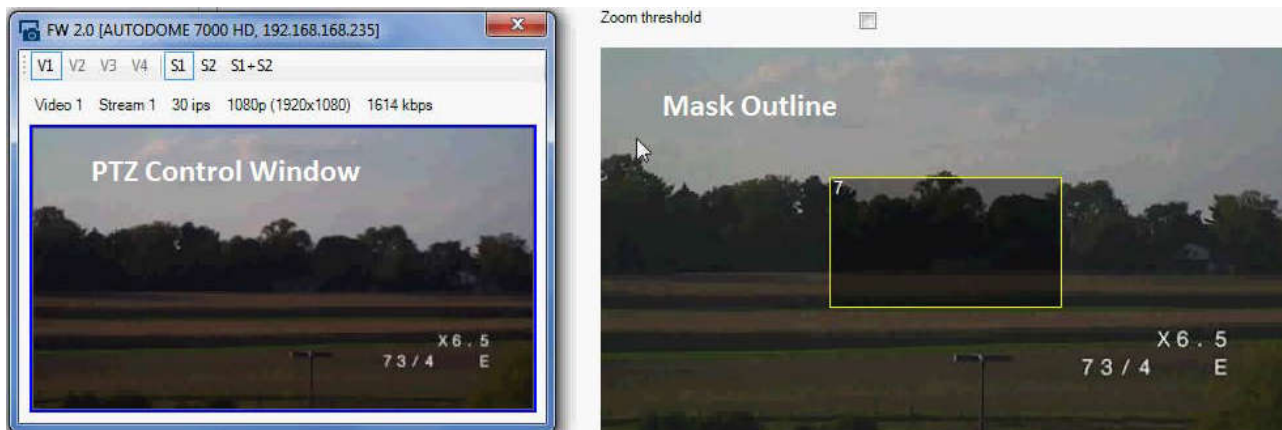 FW 2.0 [AUTODOME 7000 HD, 192.168.168.235]
V1 V2 V3 V4 S1 S2 S1+S2
Video 1 Stream 1 30 ips 1080p (1920x1080) 1614 kbps
PTZ Control Window
X6.5
73/4 E
Zoom threshold
Mask Outline
7
X6.5
73/4 E